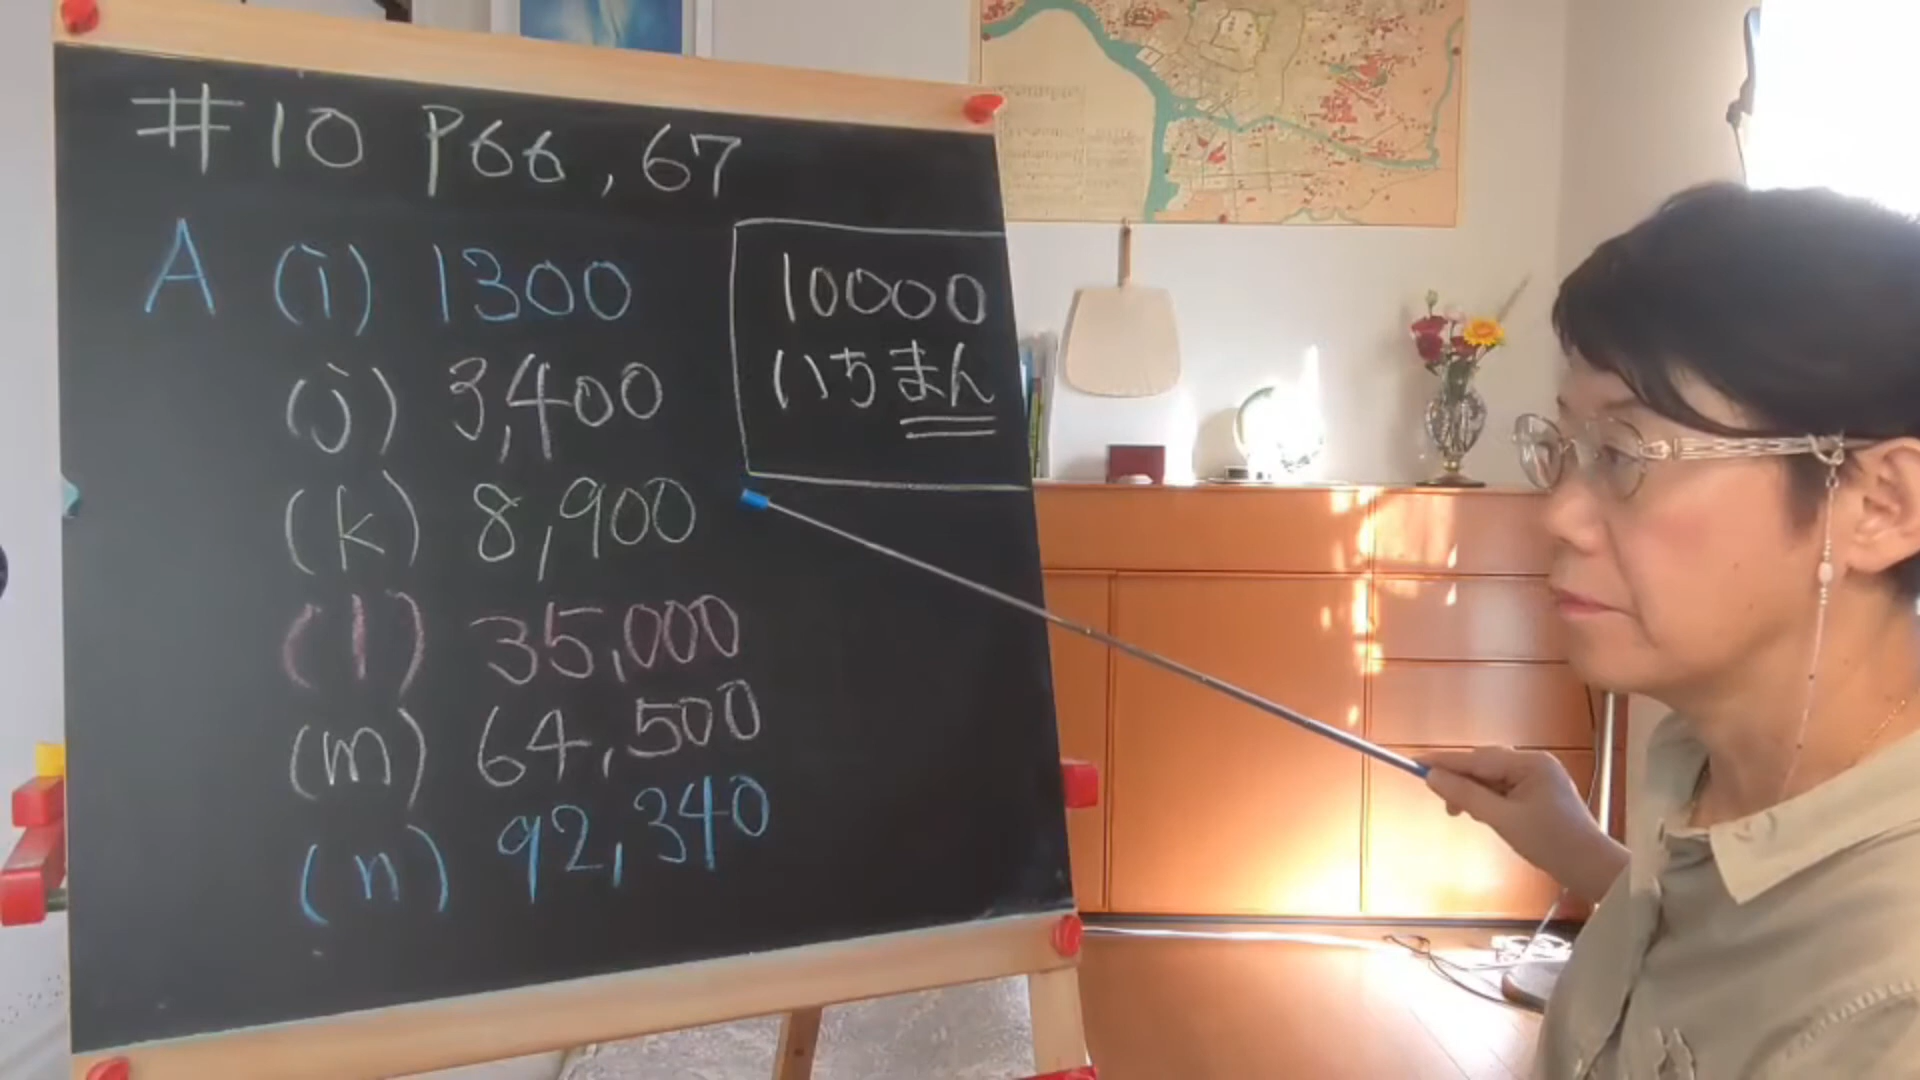 #10 P66, 67
A (i) 1300
(j) 3,400
(k) 8,900
(l) 35,000
(m) 64,500
(n) 92,340
10000
いちまん